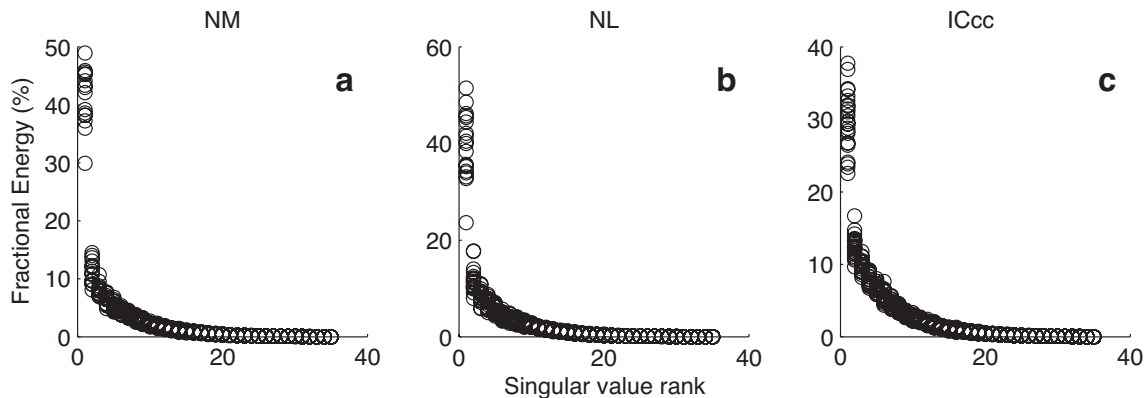 NM NL ICcc
50 60 40
a b c
40 30
40
30 20
20 20
10
10
0 0 0
0 20 40 0 20 40 0 20 40
Fractional Energy (%)
Singular value rank